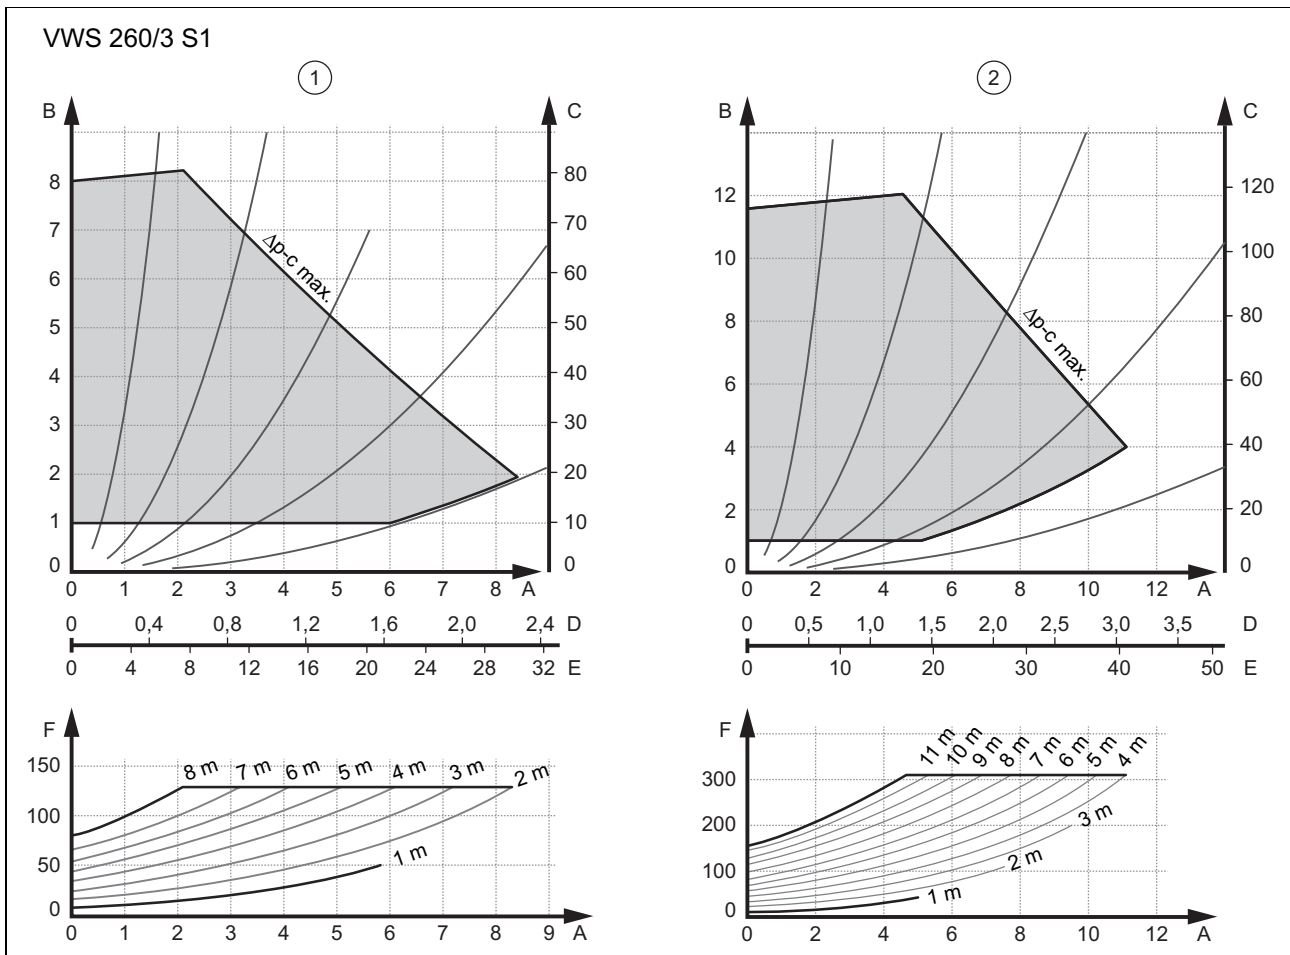 VWS 260/3 S1
1
B
C
8
7
6
5
4
3
2
1
0
80
70
60
50
40
30
20
10
0
Δp-c max.
0 1 2 3 4 5 6 7 8 A
0 0,4 0,8 1,2 1,6 2,0 2,4 D
0 4 8 12 16 20 24 28 32 E
F
150
100
50
0
8 m 7 m 6 m 5 m 4 m 3 m 2 m
1 m
0 1 2 3 4 5 6 7 8 9 A
2
B
C
12
10
8
6
4
2
0
120
100
80
60
40
20
0
Δp-c max.
0 2 4 6 8 10 12 A
0 0,5 1,0 1,5 2,0 2,5 3,0 3,5 D
0 10 20 30 40 50 E
F
300
200
100
0
11 m 10 m 9 m 8 m 7 m 6 m 5 m 4 m
3 m
2 m
1 m
0 2 4 6 8 10 12 A